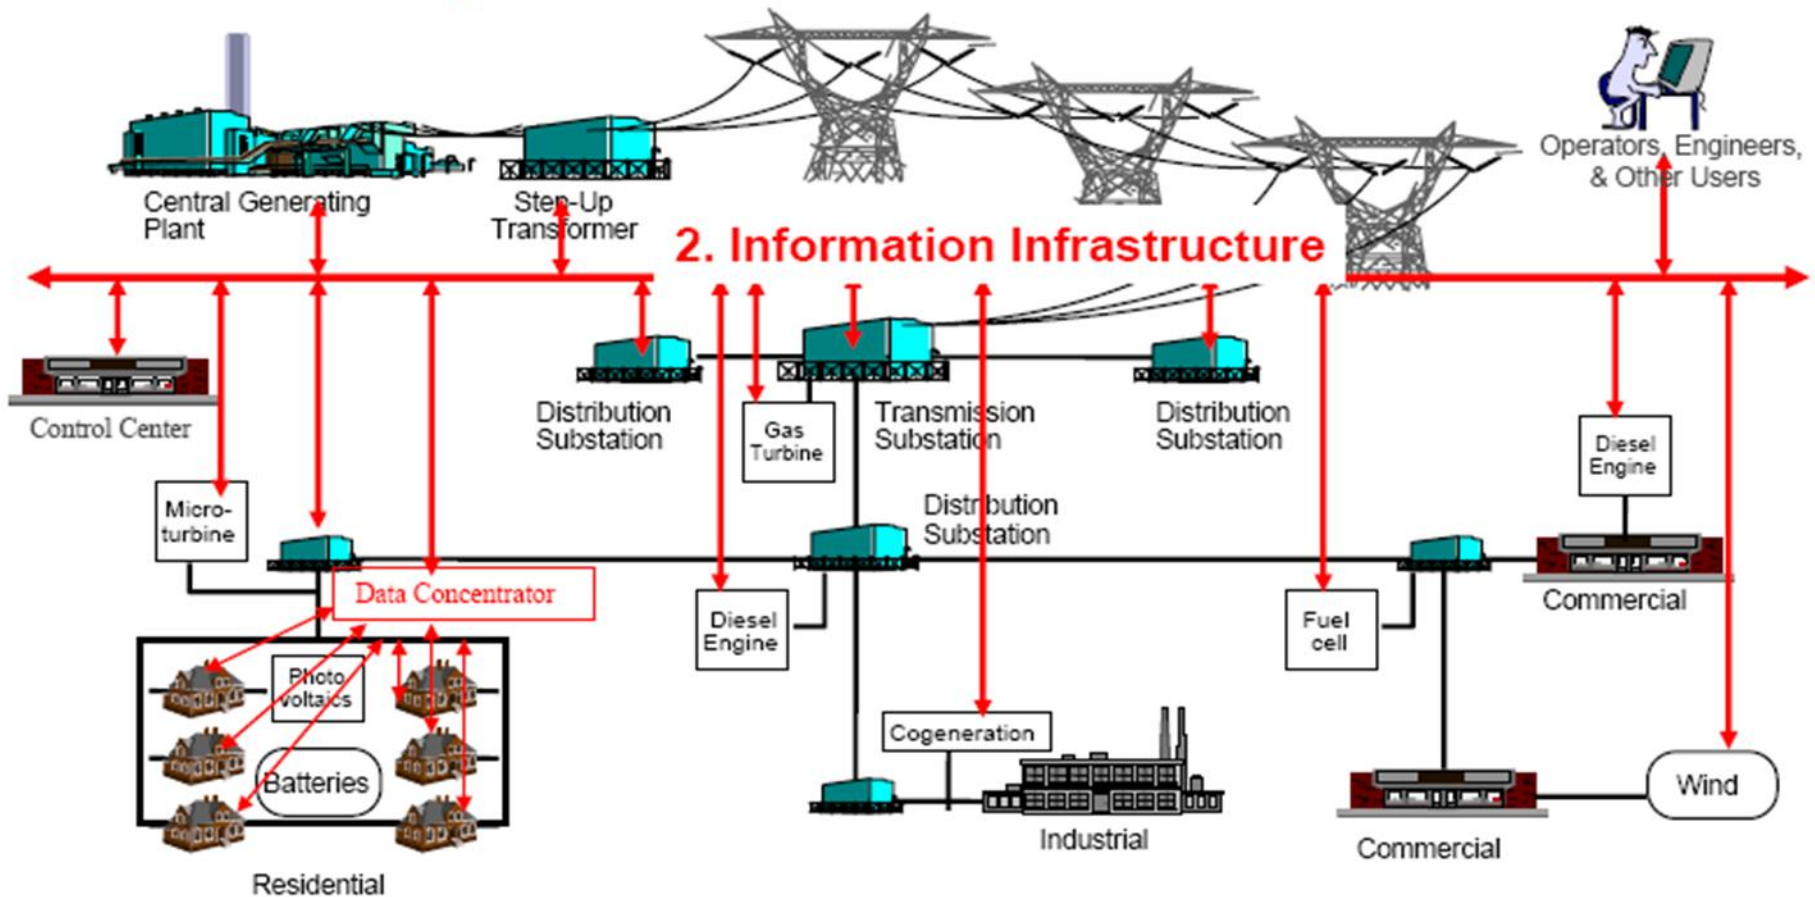 Operators, Engineers,
& Other Users
Central Generating
Plant
Step-Up
Transformer
2. Information Infrastructure
Control Center
Distribution
Substation
Gas
Turbine
Transmission
Substation
Distribution
Substation
Diesel
Engine
Micro-
turbine
Distribution
Substation
Data Concentrator
Diesel
Engine
Fuel
cell
Commercial
Photo
voltaics
Batteries
Cogeneration
Wind
Industrial
Commercial
Residential